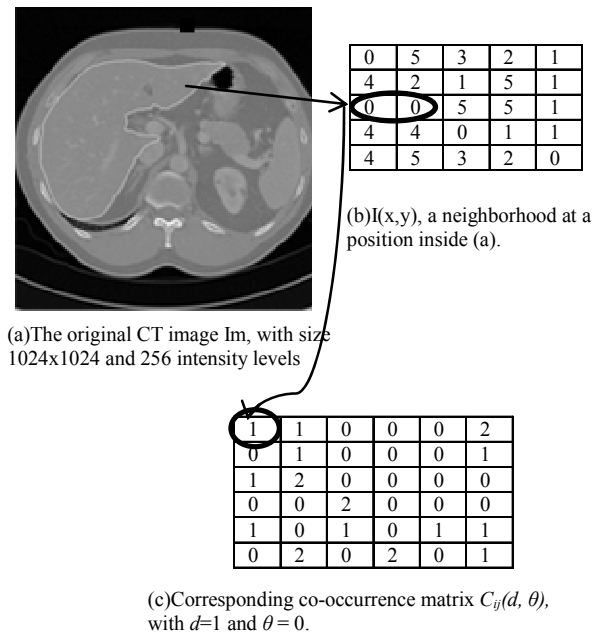 0 5 3 2 1
4 2 1 5 1
0 0 5 5 1
4 4 0 1 1
4 5 3 2 0
(b)I(x,y), a neighborhood at a
position inside (a).
(a)The original CT image Im, with size
1024x1024 and 256 intensity levels
1 1 0 0 0 2
0 1 0 0 0 1
1 2 0 0 0 0
0 0 2 0 0 0
1 0 1 0 1 1
0 2 0 2 0 1
(c)Corresponding co-occurrence matrix Cij(d, θ),
with d=1 and θ = 0.